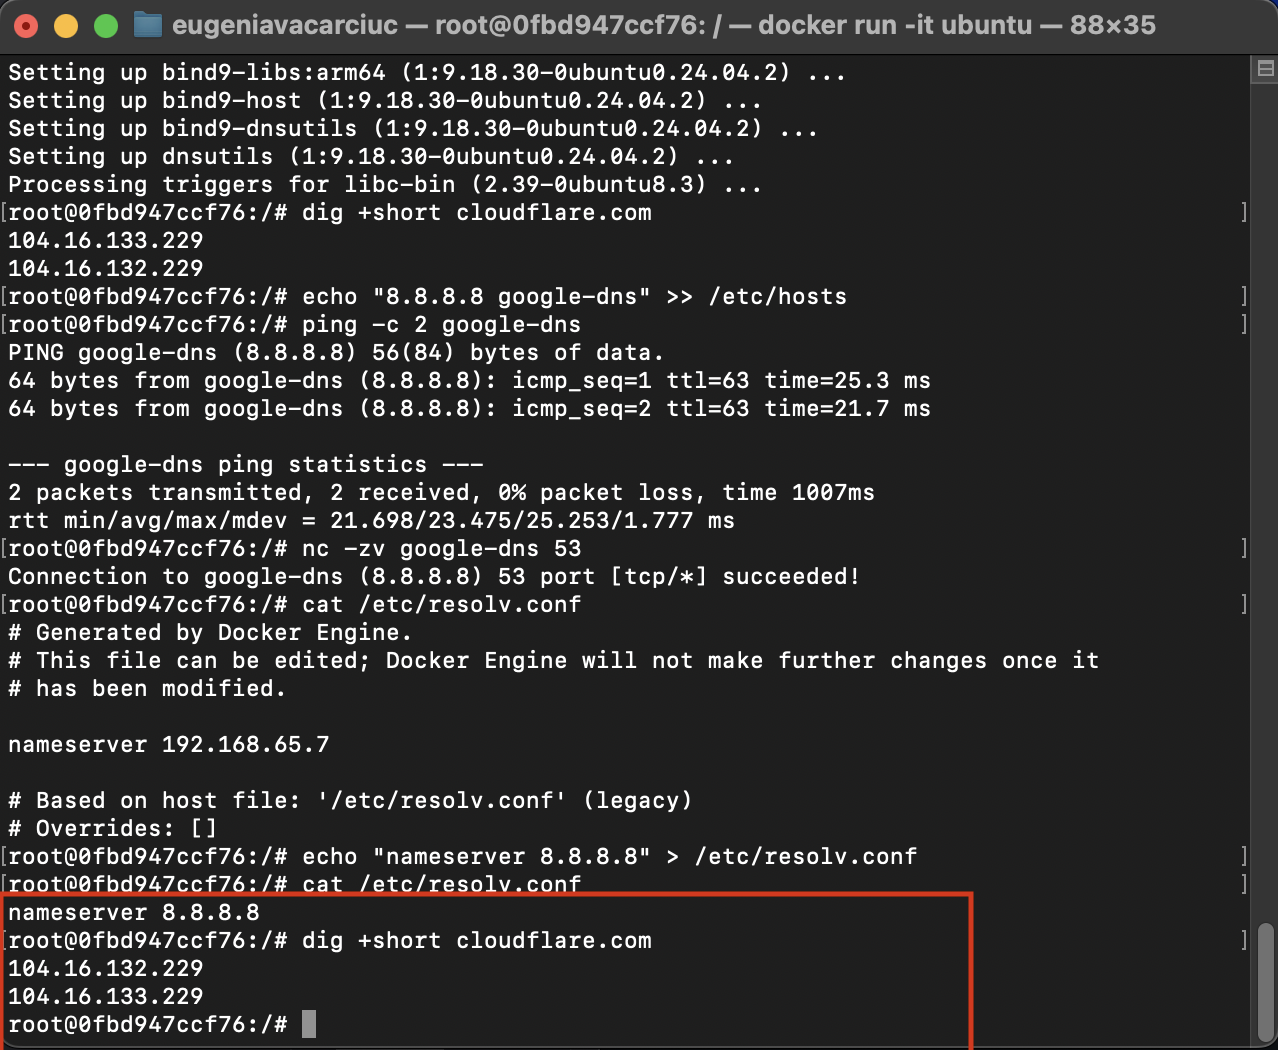 eugeniavacarciuc — root@0fbd947ccf76: / — docker run -it ubuntu — 88×35
Setting up bind9-libs:arm64 (1:9.18.30-0ubuntu0.24.04.2) ...
Setting up bind9-host (1:9.18.30-0ubuntu0.24.04.2) ...
Setting up bind9-dnsutils (1:9.18.30-0ubuntu0.24.04.2) ...
Setting up dnsutils (1:9.18.30-0ubuntu0.24.04.2) ...
Processing triggers for libc-bin (2.39-0ubuntu8.3) ...
[root@0fbd947ccf76:/# dig +short cloudflare.com ]
104.16.133.229
104.16.132.229
[root@0fbd947ccf76:/# echo "8.8.8.8 google-dns" >> /etc/hosts ]
[root@0fbd947ccf76:/# ping -c 2 google-dns ]
PING google-dns (8.8.8.8) 56(84) bytes of data.
64 bytes from google-dns (8.8.8.8): icmp_seq=1 ttl=63 time=25.3 ms
64 bytes from google-dns (8.8.8.8): icmp_seq=2 ttl=63 time=21.7 ms

--- google-dns ping statistics ---
2 packets transmitted, 2 received, 0% packet loss, time 1007ms
rtt min/avg/max/mdev = 21.698/23.475/25.253/1.777 ms
[root@0fbd947ccf76:/# nc -zv google-dns 53 ]
Connection to google-dns (8.8.8.8) 53 port [tcp/*] succeeded!
[root@0fbd947ccf76:/# cat /etc/resolv.conf ]
# Generated by Docker Engine.
# This file can be edited; Docker Engine will not make further changes once it
# has been modified.

nameserver 192.168.65.7

# Based on host file: '/etc/resolv.conf' (legacy)
# Overrides: []
[root@0fbd947ccf76:/# echo "nameserver 8.8.8.8" > /etc/resolv.conf ]
[root@0fbd947ccf76:/# cat /etc/resolv.conf ]
nameserver 8.8.8.8
[root@0fbd947ccf76:/# dig +short cloudflare.com ]
104.16.132.229
104.16.133.229
root@0fbd947ccf76:/#